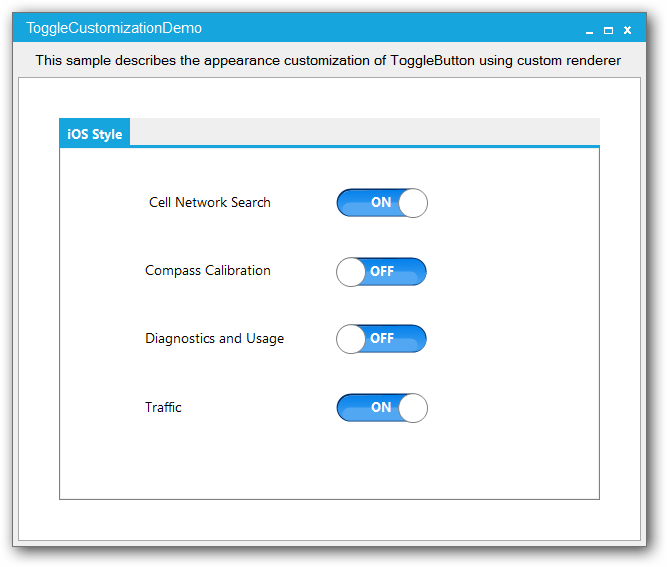 ToggleCustomizationDemo
This sample describes the appearance customization of ToggleButton using custom renderer
iOS Style
Cell Network Search ON
Compass Calibration OFF
Diagnostics and Usage OFF
Traffic ON